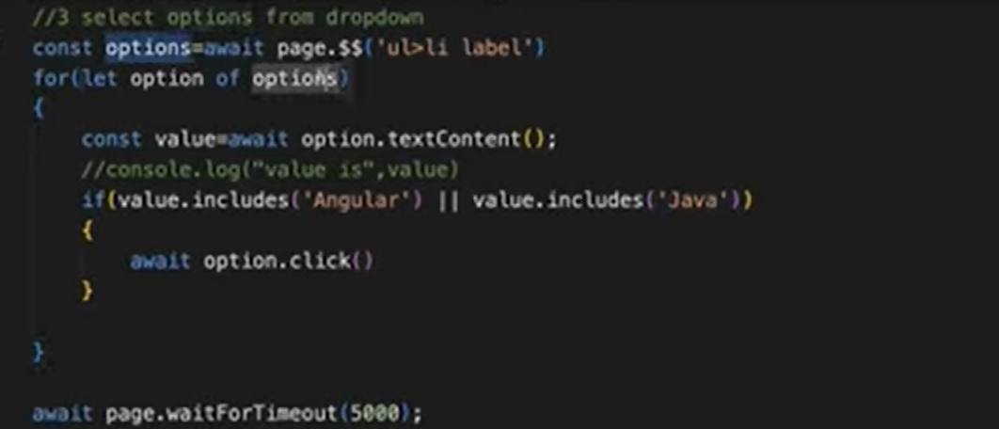 //3 select options from dropdown
const options=await page.$$('ul>li label')
for(let option of options)
{
const value=await option.textContent();
//console.log("value is",value)
if(value.includes('Angular') || value.includes('Java'))
{
await option.click()
}
}
await page.waitForTimeout(5000);